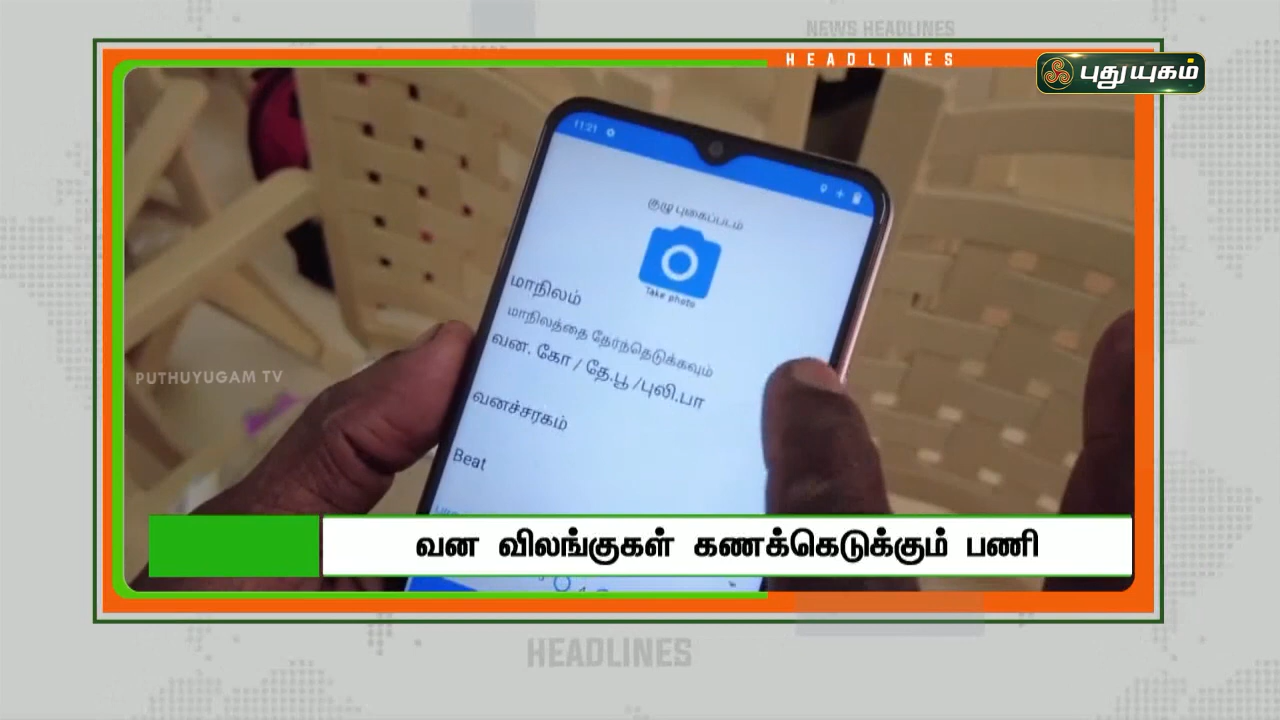 NEWS HEADLINES
HEADLINES
புதுயுகம்
11:21
குழு புகைப்படம்
Take photo
மாநிலம்
மாநிலத்தை தேர்ந்தெடுக்கவும்
வன. கோ / தே.பூ /புலி.பா
வனச்சரகம்
Beat
PUTHUYUGAM TV
வன விலங்குகள் கணக்கெடுக்கும் பணி
HEADLINES